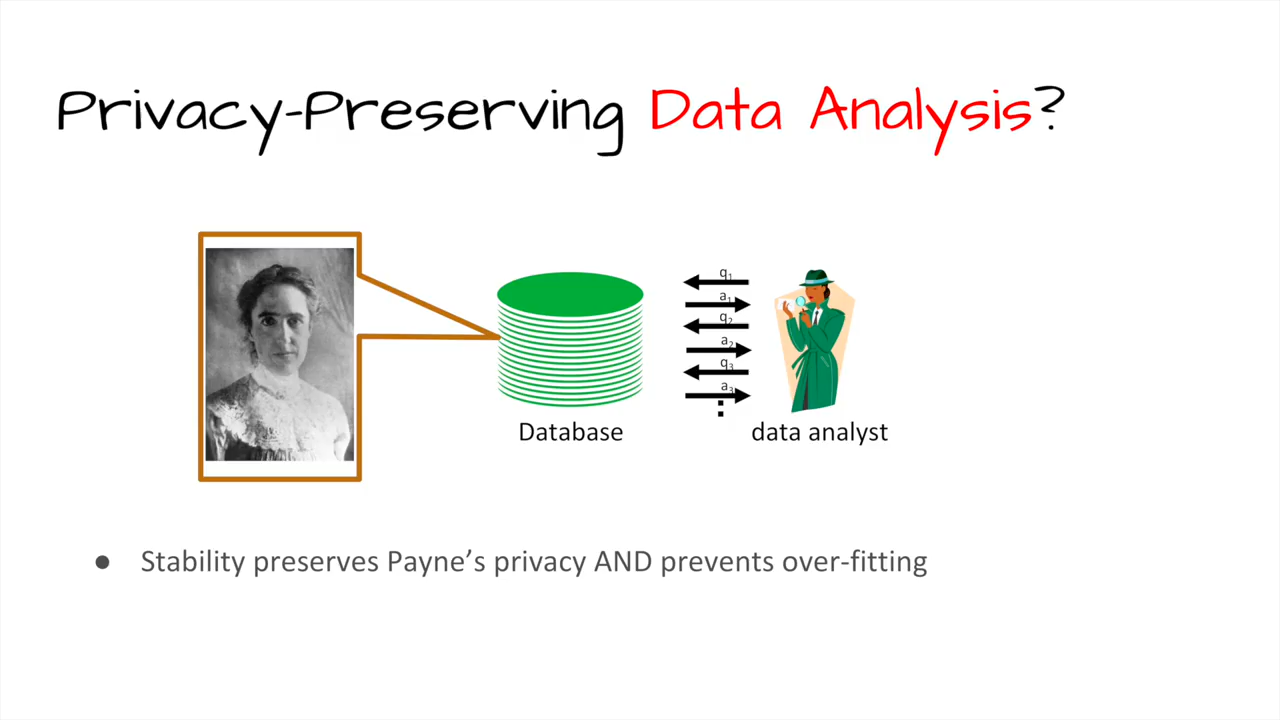 Privacy-Preserving Data Analysis?
q₁
a₁
q₂
a₂
q₃
a₃
⋮
Database
data analyst
● Stability preserves Payne’s privacy AND prevents over-fitting